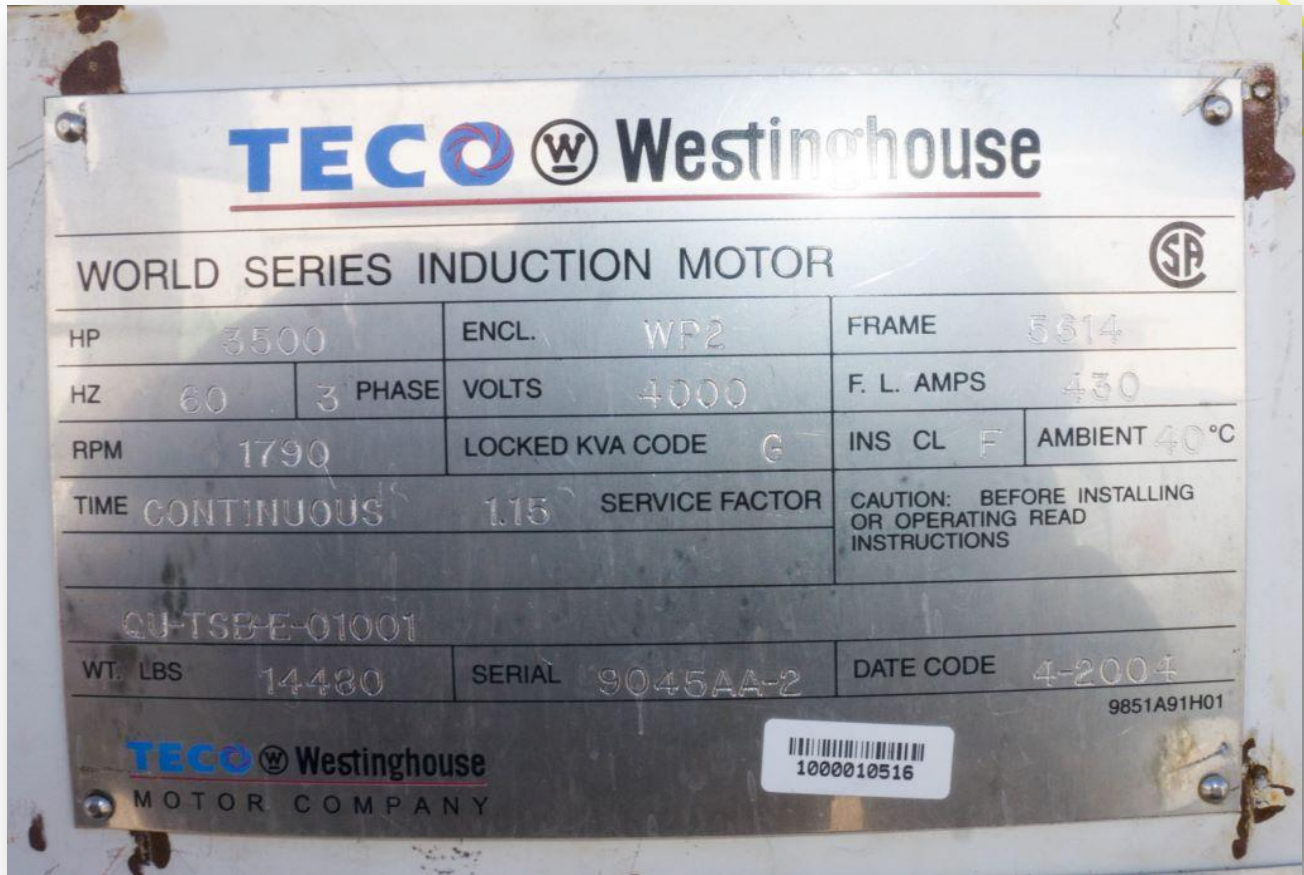 TECO W Westinghouse
WORLD SERIES INDUCTION MOTOR
CSA
HP 3500 ENCL. WP2 FRAME 5614
HZ 60 3 PHASE VOLTS 4000 F. L. AMPS 430
RPM 1790 LOCKED KVA CODE G INS CL F AMBIENT 40 °C
TIME CONTINUOUS 1.15 SERVICE FACTOR
CAUTION: BEFORE INSTALLING
OR OPERATING READ
INSTRUCTIONS
QU-TSB-E-01001
WT. LBS 14480 SERIAL 9045AA-2 DATE CODE 4-2004
9851A91H01
TECO W Westinghouse
MOTOR COMPANY
1000010516